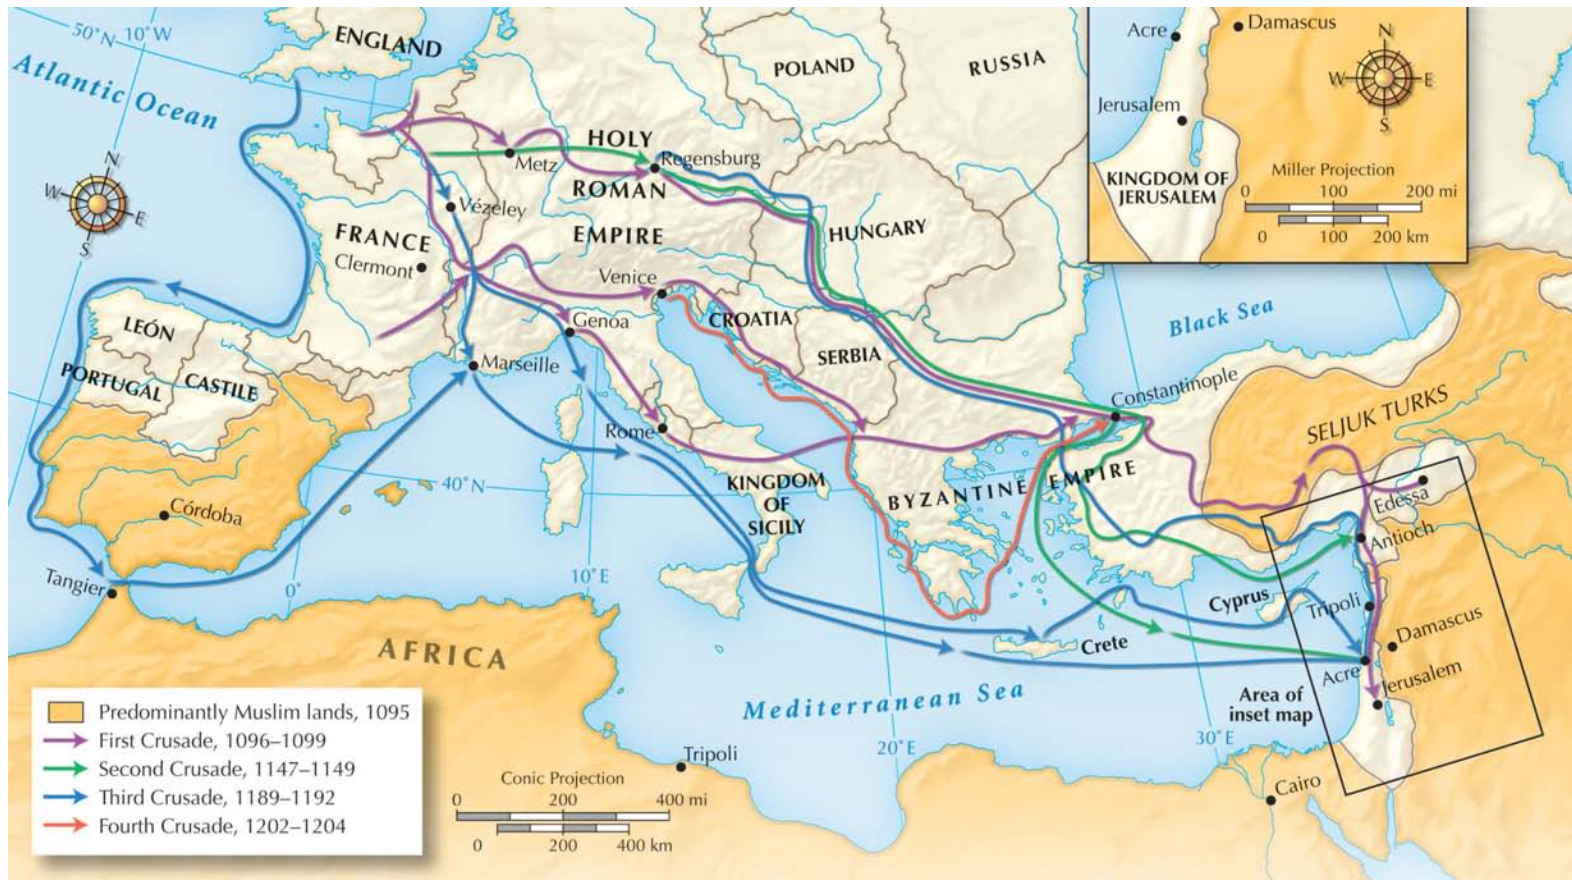 50°N
10°W
ENGLAND
Atlantic Ocean
POLAND
RUSSIA
Acre
Damascus
N
W
E
S
Jerusalem
KINGDOM OF
JERUSALEM
Miller Projection
0 100 200 mi
0 100 200 km
N
W
E
S
HOLY
ROMAN
EMPIRE
Metz
Regensburg
Vézeley
FRANCE
Clermont
HUNGARY
Venice
Genoa
CROATIA
SERBIA
Black Sea
LEÓN
PORTUGAL
CASTILE
Marseille
Constantinople
SELJUK TURKS
Rome
40°N
KINGDOM
OF
SICILY
BYZANTINE EMPIRE
Edessa
Antioch
Córdoba
Tangier
0°
10°E
Cyprus
Tripoli
Damascus
AFRICA
Crete
Acre
Jerusalem
Mediterranean Sea
Area of
inset map
20°E
30°E
Tripoli
Cairo
Predominantly Muslim lands, 1095
First Crusade, 1096–1099
Second Crusade, 1147–1149
Third Crusade, 1189–1192
Fourth Crusade, 1202–1204
Conic Projection
0 200 400 mi
0 200 400 km